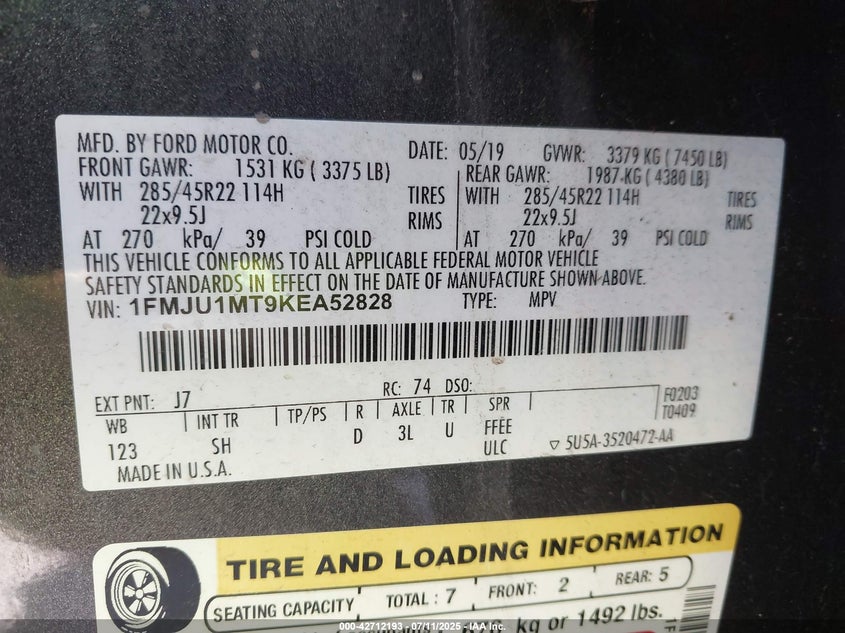 MFD. BY FORD MOTOR CO. DATE: 05/19 GVWR: 3379 KG ( 7450 LB)
FRONT GAWR: 1531 KG ( 3375 LB) REAR GAWR: 1987 KG ( 4380 LB)
WITH 285/45R22 114H TIRES WITH 285/45R22 114H TIRES
22x9.5J RIMS 22x9.5J RIMS
AT 270 kPa/ 39 PSI COLD AT 270 kPa/ 39 PSI COLD
THIS VEHICLE CONFORMS TO ALL APPLICABLE FEDERAL MOTOR VEHICLE
SAFETY STANDARDS IN EFFECT ON THE DATE OF MANUFACTURE SHOWN ABOVE.
VIN: 1FMJU1MT9KEA52828 TYPE: MPV
EXT PNT: J7 RC: 74 DSO: F0203
WB INT TR TP/PS R AXLE TR SPR T0409
123 SH D 3L U FFEE
ULC ▽ 5U5A-3520472-AA
MADE IN U.S.A.
TIRE AND LOADING INFORMATION
SEATING CAPACITY TOTAL : 7 FRONT: 2 REAR: 5
kg or 1492 lbs.
000-42712193 - 07/11/2025 - IAA Inc.